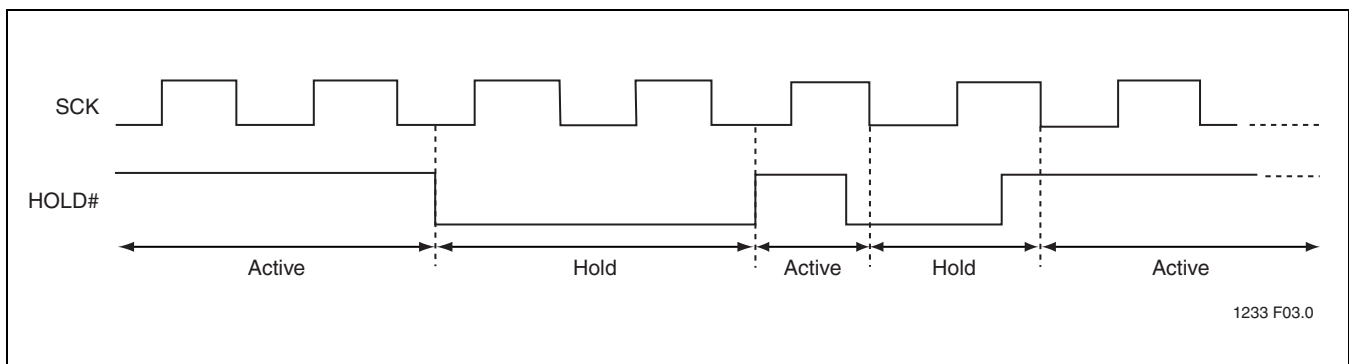 SCK
HOLD#
Active
Hold
Active
Hold
Active
1233 F03.0